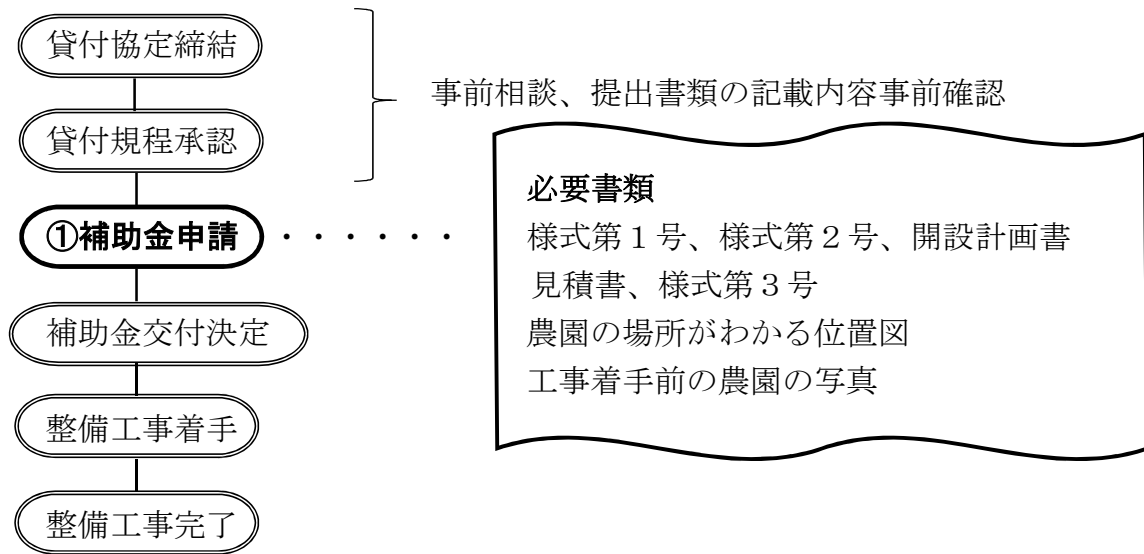 貸付協定締結
事前相談、提出書類の記載内容事前確認
貸付規程承認
①補助金申請 ・・・・・・
必要書類
様式第１号、様式第２号、開設計画書
見積書、様式第３号
農園の場所がわかる位置図
工事着手前の農園の写真
補助金交付決定
整備工事着手
整備工事完了